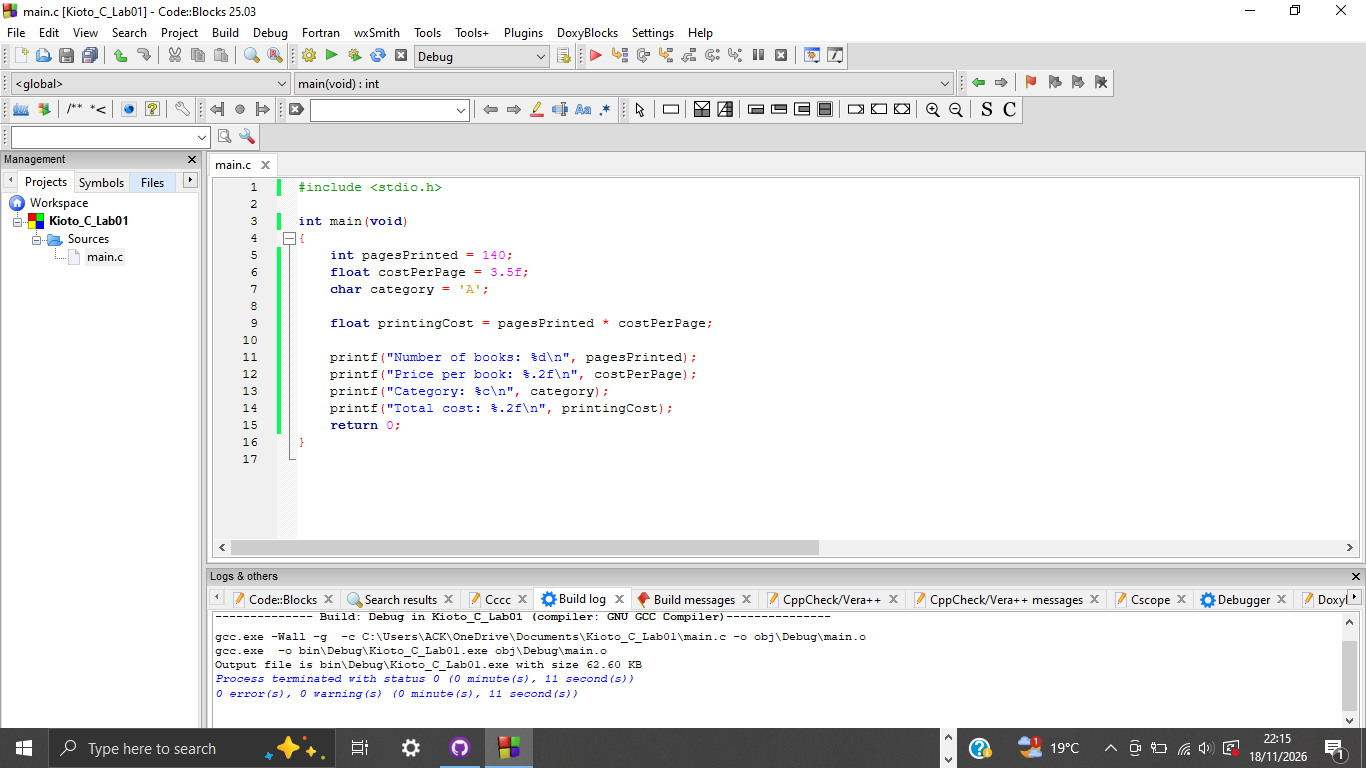 main.c [Kioto_C_Lab01] - Code::Blocks 25.03
File Edit View Search Project Build Debug Fortran wxSmith Tools Tools+ Plugins DoxyBlocks Settings Help
Debug
<global> main(void) : int
/** *< Aa .* S C
Management
main.c
Projects Symbols Files
Workspace
Kioto_C_Lab01
Sources
main.c
1 #include <stdio.h>
2
3 int main(void)
4 {
5 int pagesPrinted = 140;
6 float costPerPage = 3.5f;
7 char category = 'A';
8
9 float printingCost = pagesPrinted * costPerPage;
10
11 printf("Number of books: %d\n", pagesPrinted);
12 printf("Price per book: %.2f\n", costPerPage);
13 printf("Category: %c\n", category);
14 printf("Total cost: %.2f\n", printingCost);
15 return 0;
16 }
17
Logs & others
Code::Blocks Search results Cccc Build log Build messages CppCheck/Vera++ CppCheck/Vera++ messages Cscope Debugger Doxyl
-------------- Build: Debug in Kioto_C_Lab01 (compiler: GNU GCC Compiler)---------------
gcc.exe -Wall -g  -c C:\Users\ACK\OneDrive\Documents\Kioto_C_Lab01\main.c -o obj\Debug\main.o
gcc.exe  -o bin\Debug\Kioto_C_Lab01.exe obj\Debug\main.o
Output file is bin\Debug\Kioto_C_Lab01.exe with size 62.60 KB
Process terminated with status 0 (0 minute(s), 11 second(s))
0 error(s), 0 warning(s) (0 minute(s), 11 second(s))
Type here to search
1 19°C
22:15
18/11/2026
1